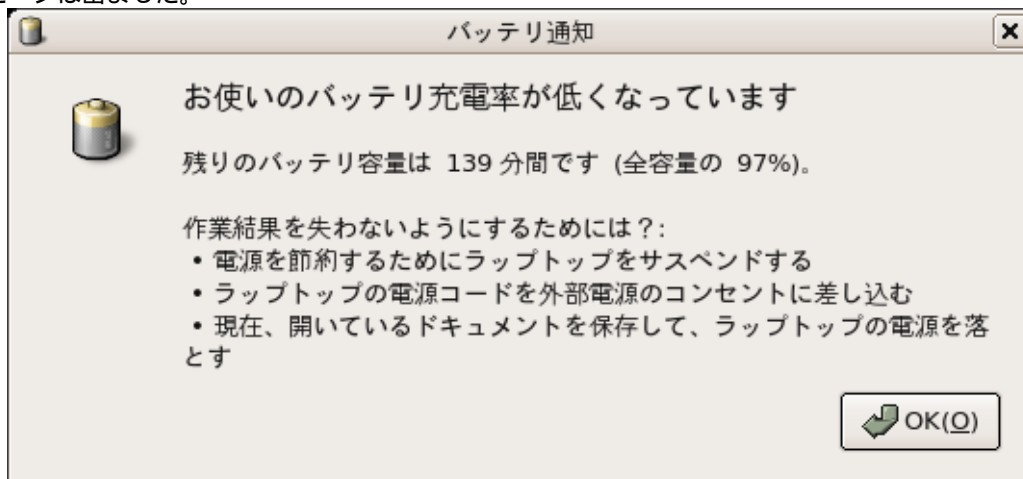 は出ました。
バッテリ通知
お使いのバッテリ充電率が低くなっています
残りのバッテリ容量は 139 分間です (全容量の 97%)。
作業結果を失わないようにするためには？:
• 電源を節約するためにラップトップをサスペンドする
• ラップトップの電源コードを外部電源のコンセントに差し込む
• 現在、開いているドキュメントを保存して、ラップトップの電源を落
とす
OK(O)